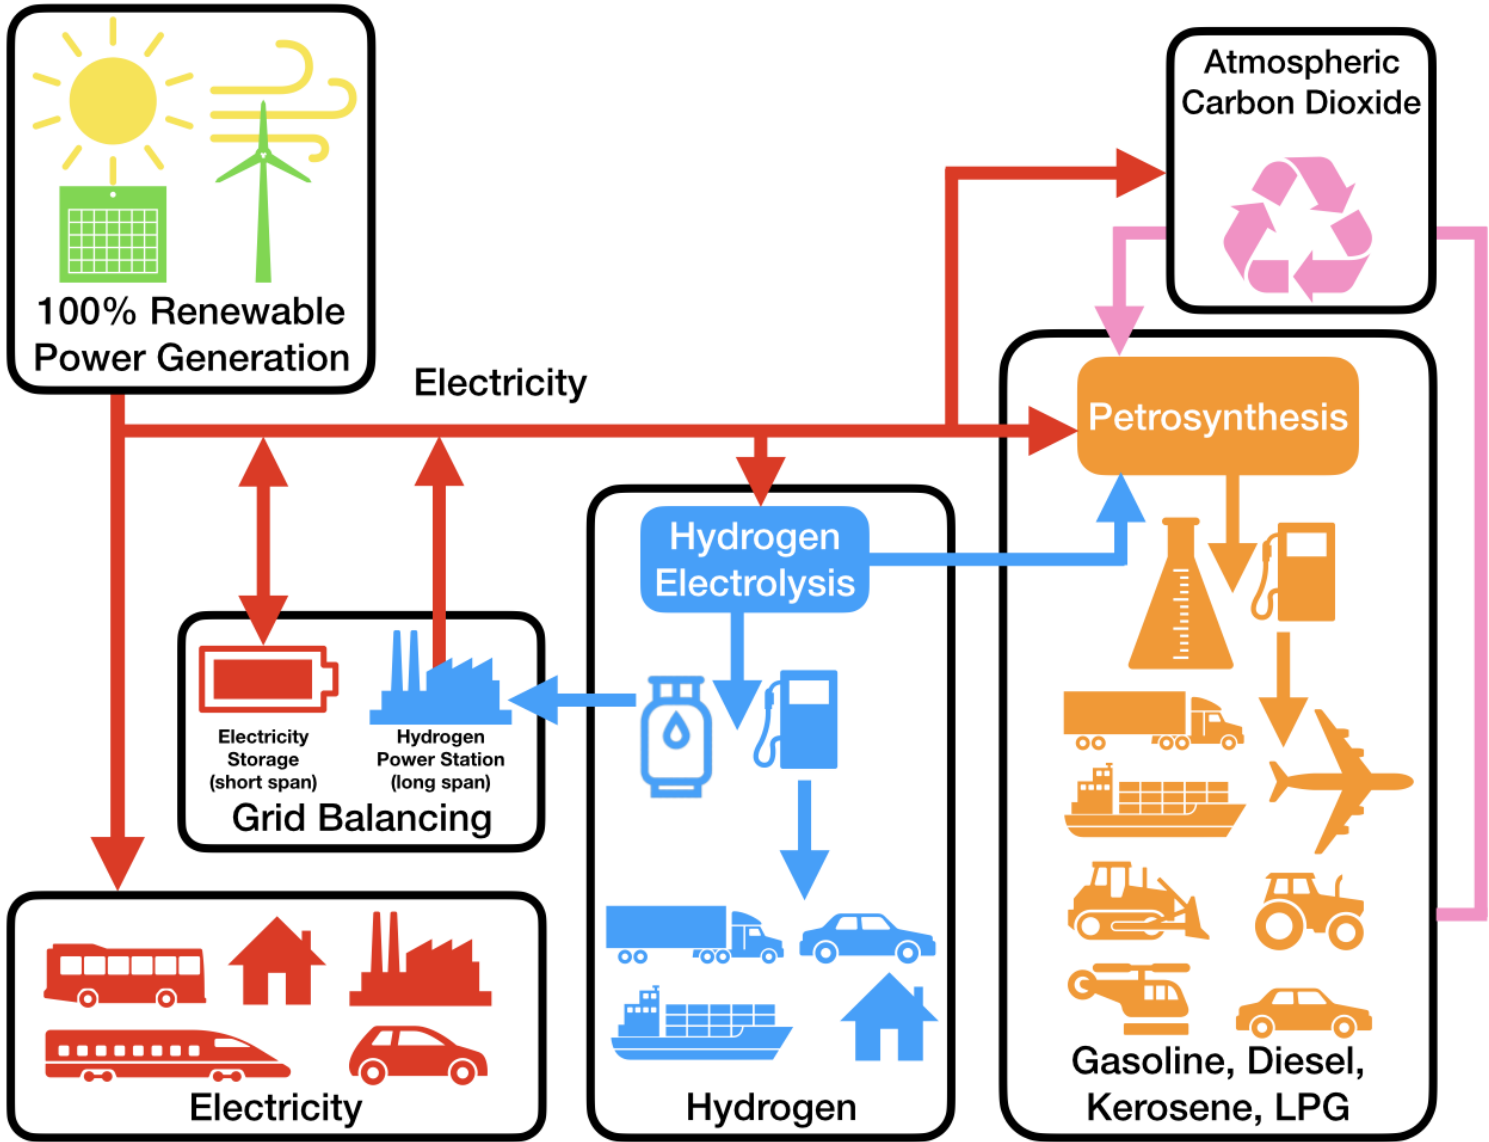 100% Renewable
Power Generation
Atmospheric
Carbon Dioxide
Electricity
Petrosynthesis
Hydrogen
Electrolysis
Electricity
Storage
(short span)
Hydrogen
Power Station
(long span)
Grid Balancing
Electricity
Hydrogen
Gasoline, Diesel,
Kerosene, LPG